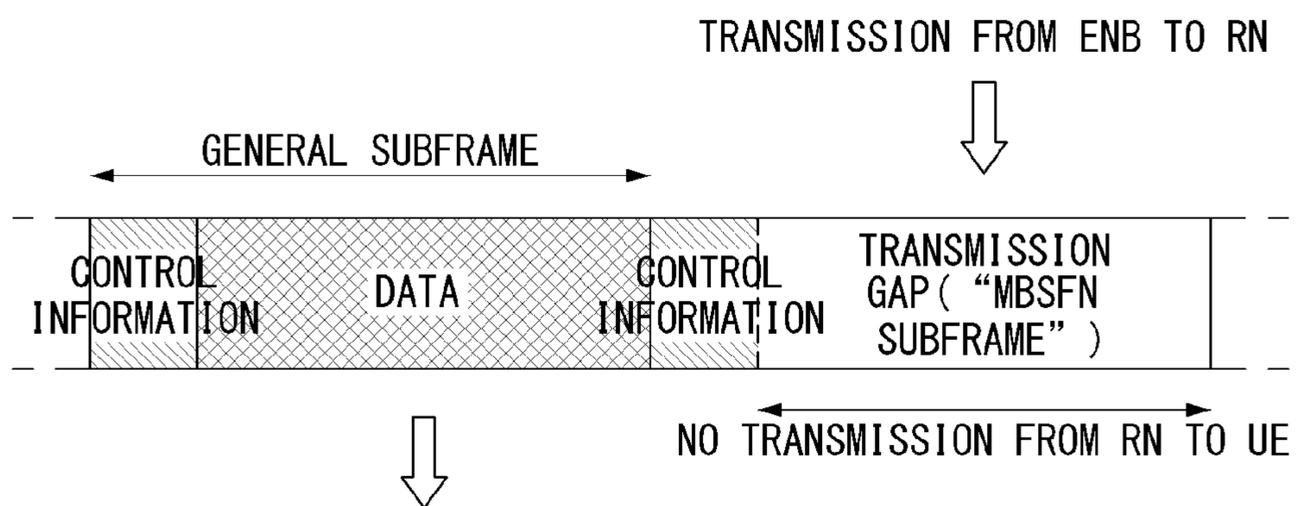 TRANSMISSION FROM ENB TO RN
GENERAL SUBFRAME
CONTROL
INFORMATION
DATA
CONTROL
INFORMATION
TRANSMISSION
GAP( “MBSFN
SUBFRAME” )
NO TRANSMISSION FROM RN TO UE